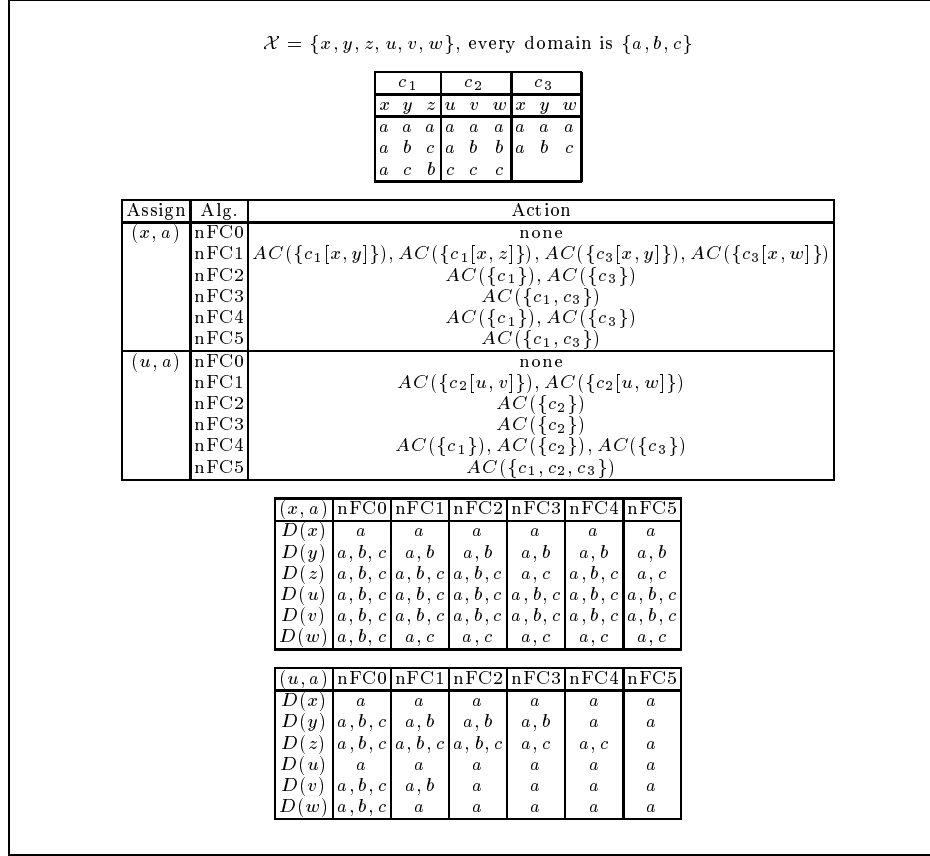 𝒳 = {x, y, z, u, v, w}, every domain is {a, b, c}
c1 c2 c3
x y z u v w x y w
a a a a a a a a a
a b c a b b a b c
a c b c c c
Assign Alg. Action
(x, a) nFC0 none
nFC1 AC({c1[x, y]}), AC({c1[x, z]}), AC({c3[x, y]}), AC({c3[x, w]})
nFC2 AC({c1}), AC({c3})
nFC3 AC({c1, c3})
nFC4 AC({c1}), AC({c3})
nFC5 AC({c1, c3})
(u, a) nFC0 none
nFC1 AC({c2[u, v]}), AC({c2[u, w]})
nFC2 AC({c2})
nFC3 AC({c2})
nFC4 AC({c1}), AC({c2}), AC({c3})
nFC5 AC({c1, c2, c3})
(x, a) nFC0 nFC1 nFC2 nFC3 nFC4 nFC5
D(x) a a a a a a
D(y) a, b, c a, b a, b a, b a, b a, b
D(z) a, b, c a, b, c a, b, c a, c a, b, c a, c
D(u) a, b, c a, b, c a, b, c a, b, c a, b, c a, b, c
D(v) a, b, c a, b, c a, b, c a, b, c a, b, c a, b, c
D(w) a, b, c a, c a, c a, c a, c a, c
(u, a) nFC0 nFC1 nFC2 nFC3 nFC4 nFC5
D(x) a a a a a a
D(y) a, b, c a, b a, b a, b a a
D(z) a, b, c a, b, c a, b, c a, c a, c a
D(u) a a a a a a
D(v) a, b, c a, b a a a a
D(w) a, b, c a a a a a